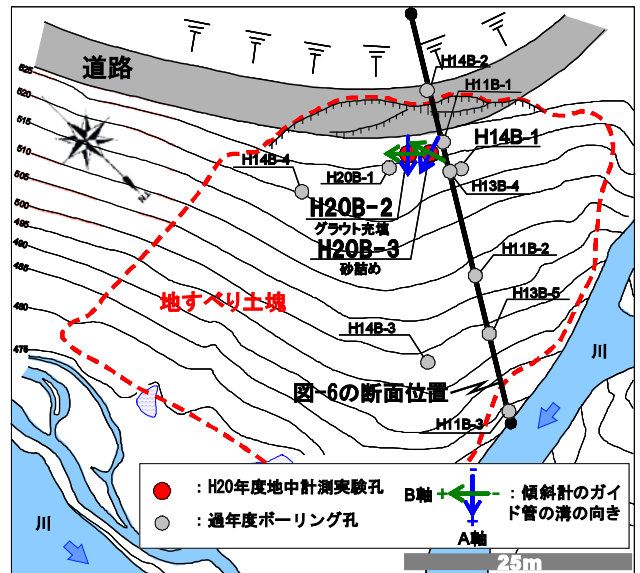 道路
H14B-2
H11B-1
525
520
515
510
505
500
495
490
485
480
475
H14B-4
H20B-1
H14B-1
H13B-4
H20B-2
グラウト充填
H20B-3
砂詰め
H11B-2
地すべり土塊
H13B-5
H14B-3
川
図-6の断面位置
H11B-3
：H20年度地中計測実験孔
：過年度ボーリング孔
B軸
+
-
-
+
A軸
：傾斜計のガイ
ド管の溝の向き
川
25m